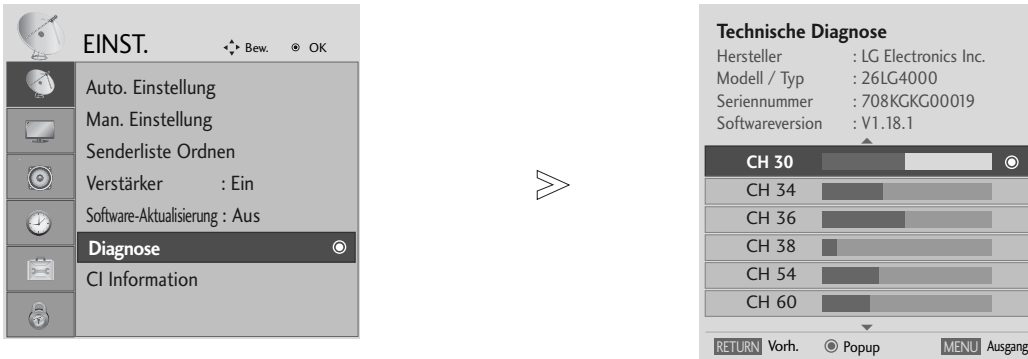 EINST. Bew. OK
Auto. Einstellung
Man. Einstellung
Senderliste Ordnen
Verstärker : Ein
Software-Aktualisierung : Aus
Diagnose
CI Information
Technische Diagnose
Hersteller : LG Electronics Inc.
Modell / Typ : 26LG4000
Seriennummer : 708KGKG00019
Softwareversion : V1.18.1
CH 30
CH 34
CH 36
CH 38
CH 54
CH 60
RETURN Vorh. Popup MENU Ausgang